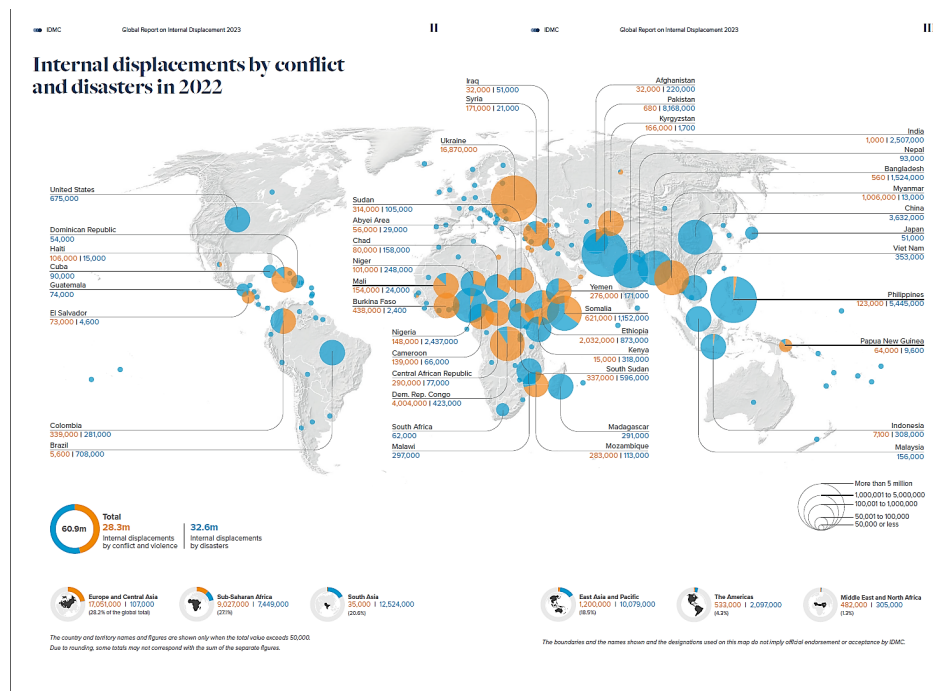 IDMC
Global Report on Internal Displacement 2023
II
IDMC
Global Report on Internal Displacement 2023
III
Internal displacements by conflict
and disasters in 2022
Iraq
32,000 | 51,000
Syria
171,000 | 21,000
Ukraine
16,870,000
Afghanistan
32,000 | 220,000
Pakistan
680 | 8,168,000
Kyrgyzstan
166,000 | 1,700
India
1,000 | 2,507,000
Nepal
93,000
Bangladesh
560 | 1,524,000
Myanmar
1,006,000 | 13,000
China
3,632,000
Japan
51,000
Viet Nam
353,000
Philippines
123,000 | 5,445,000
Papua New Guinea
64,000 | 9,600
Indonesia
7,100 | 308,000
Malaysia
156,000
United States
675,000
Dominican Republic
54,000
Haiti
106,000 | 15,000
Cuba
90,000
Guatemala
74,000
El Salvador
73,000 | 4,600
Colombia
339,000 | 281,000
Brazil
5,600 | 708,000
Sudan
314,000 | 105,000
Abyei Area
56,000 | 29,000
Chad
80,000 | 158,000
Niger
101,000 | 248,000
Mali
154,000 | 24,000
Burkina Faso
438,000 | 2,400
Nigeria
148,000 | 2,437,000
Cameroon
139,000 | 66,000
Central African Republic
290,000 | 77,000
Dem. Rep. Congo
4,004,000 | 423,000
South Africa
62,000
Malawi
297,000
Yemen
276,000 | 171,000
Somalia
621,000 | 1,152,000
Ethiopia
2,032,000 | 873,000
Kenya
15,000 | 318,000
South Sudan
337,000 | 596,000
Madagascar
291,000
Mozambique
283,000 | 113,000
More than 5 million
1,000,001 to 5,000,000
100,001 to 1,000,000
50,001 to 100,000
50,000 or less
60.9m
Total
28.3m
Internal displacements
by conflict and violence
32.6m
Internal displacements
by disasters
Europe and Central Asia
17,051,000 | 107,000
(28.2% of the global total)
Sub-Saharan Africa
9,027,000 | 7,449,000
(27.1%)
South Asia
35,000 | 12,524,000
(20.6%)
East Asia and Pacific
1,200,000 | 10,079,000
(18.5%)
The Americas
533,000 | 2,097,000
(4.3%)
Middle East and North Africa
482,000 | 305,000
(1.3%)
The country and territory names and figures are shown only when the total value exceeds 50,000.
Due to rounding, some totals may not correspond with the sum of the separate figures.
The boundaries and the names shown and the designations used on this map do not imply official endorsement or acceptance by IDMC.